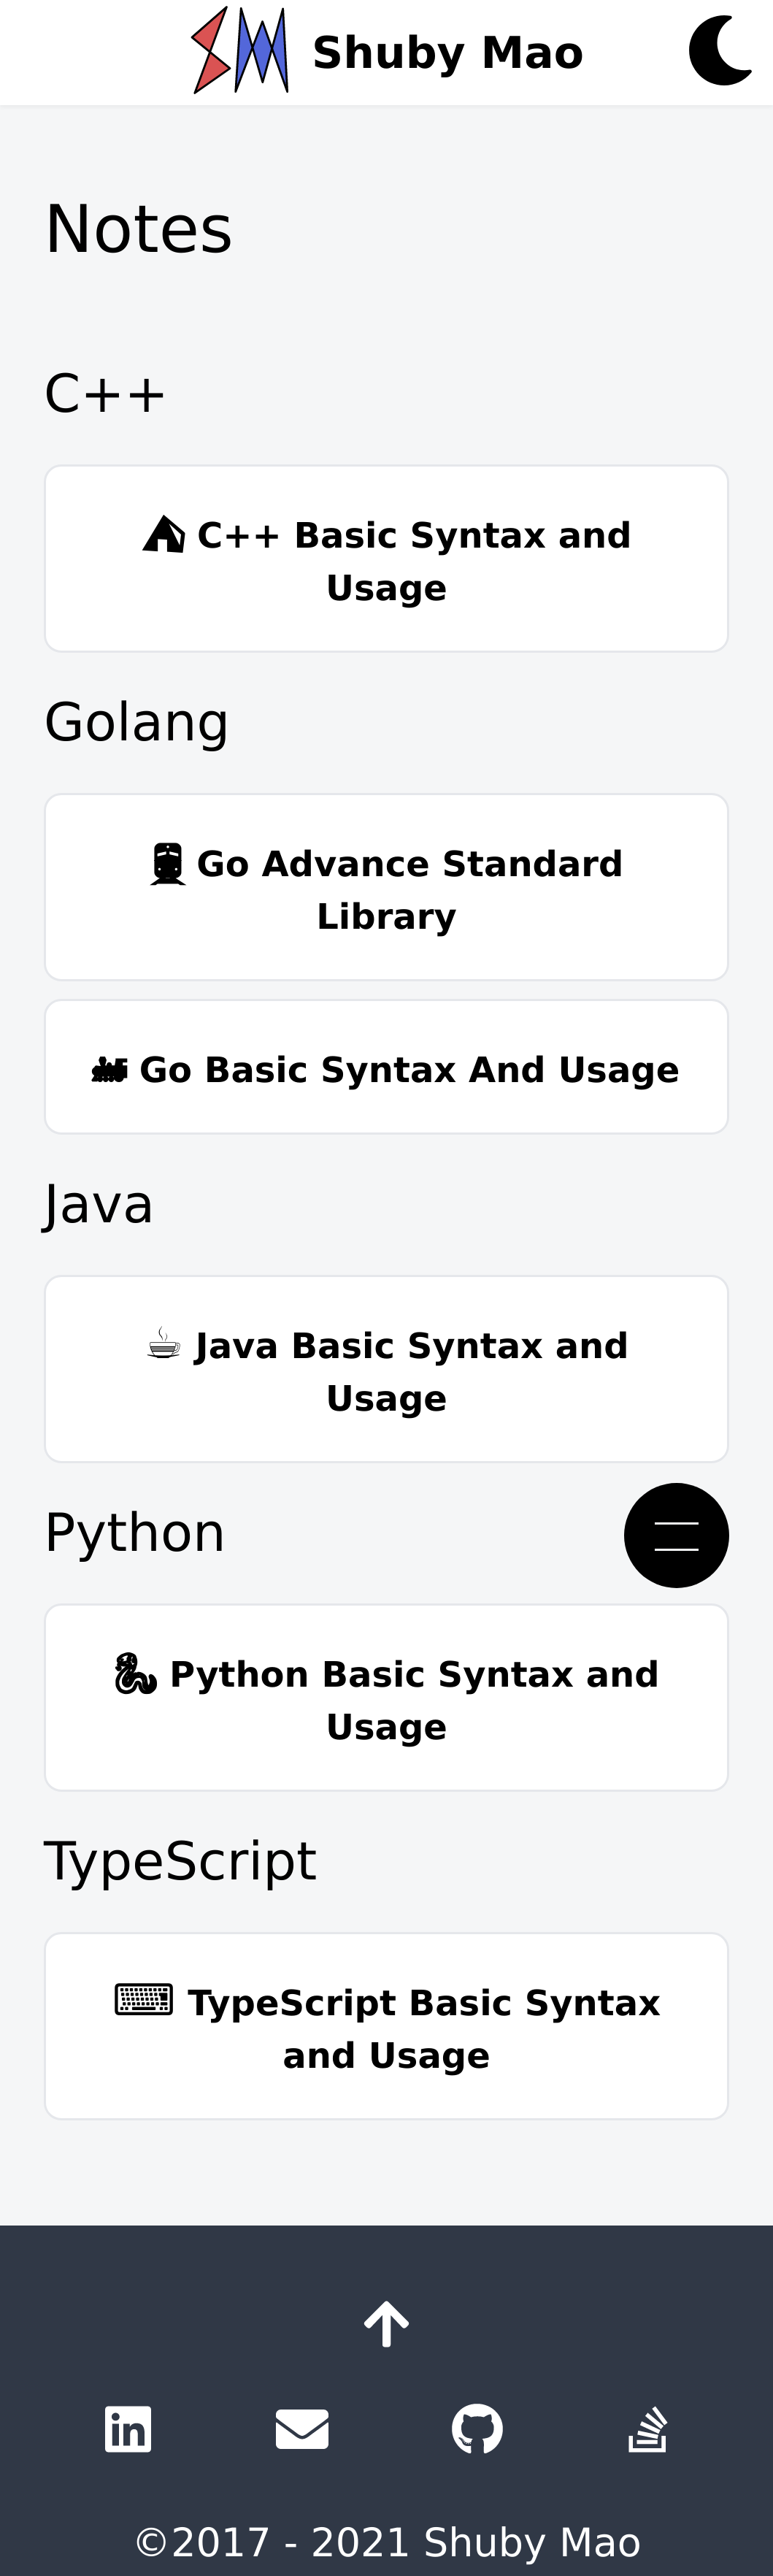 SM Shuby Mao
Notes
C++
C++ Basic Syntax and
Usage
Golang
Go Advance Standard
Library
Go Basic Syntax And Usage
Java
Java Basic Syntax and
Usage
Python
Python Basic Syntax and
Usage
TypeScript
TypeScript Basic Syntax
and Usage
in
©2017 - 2021 Shuby Mao